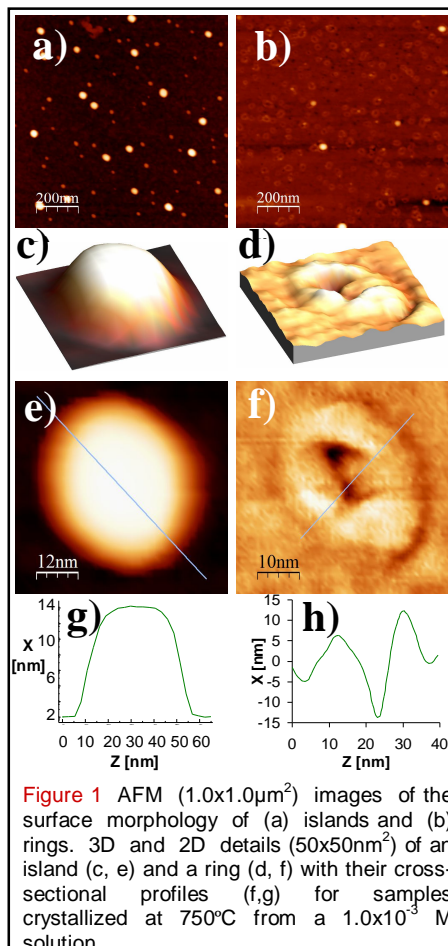 a) b)
200nm 200nm
c) d)
e) f)
12nm 10nm
g) h)
14
10
6
2
X
[nm]
0 10 20 30 40 50 60
Z [nm]
15
10
5
0
-5
-10
-15
X [nm]
0 10 20 30 40
Z [nm]
Figure 1 AFM (1.0x1.0µm²) images of the
surface morphology of (a) islands and (b)
rings. 3D and 2D details (50x50nm²) of an
island (c, e) and a ring (d, f) with their cross-
sectional profiles (f,g) for samples
crystallized at 750ºC from a 1.0x10⁻³ M
solution